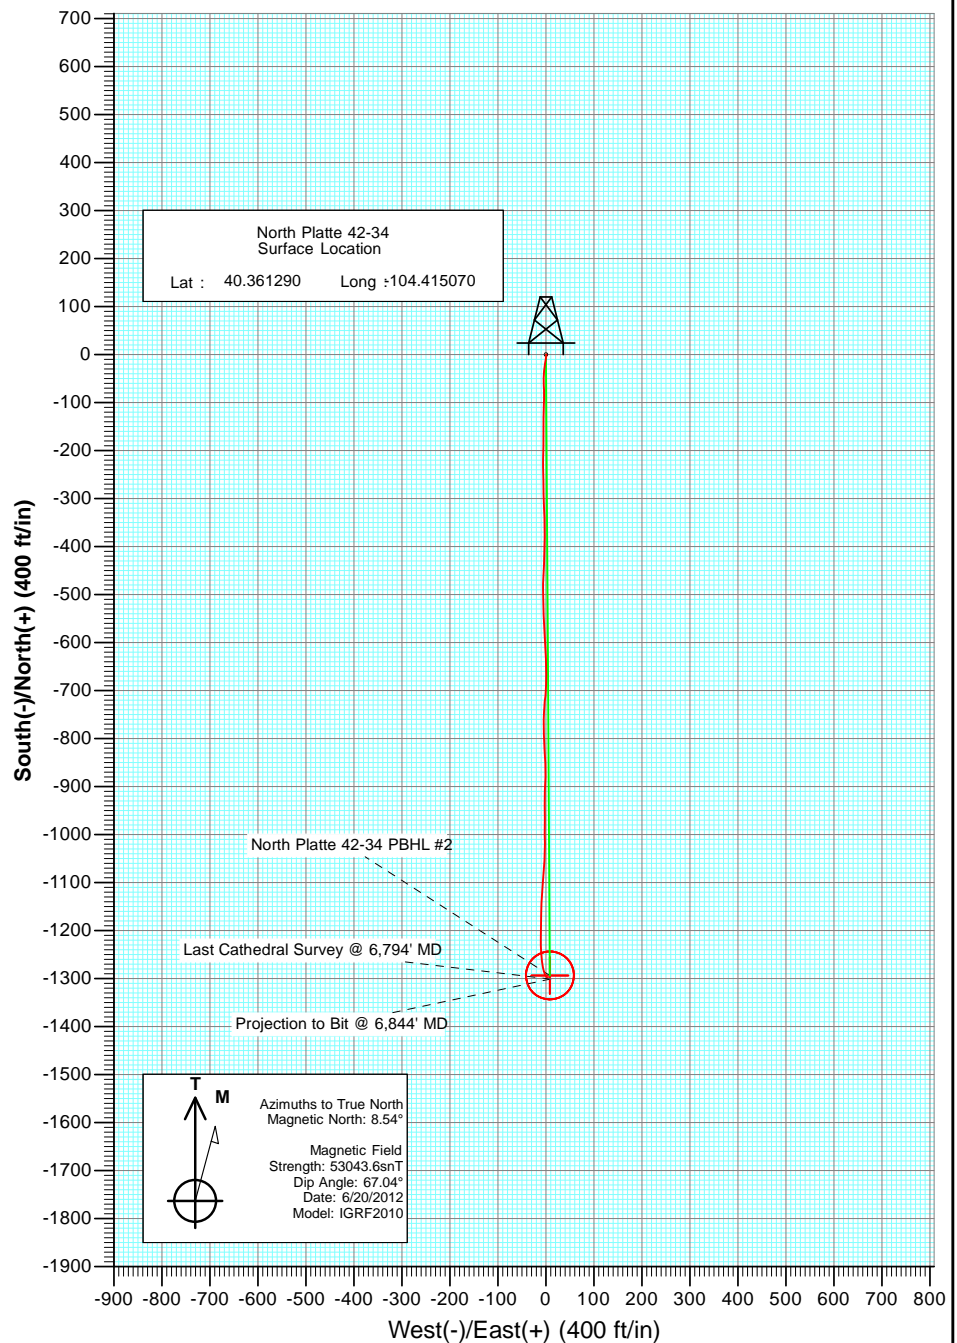 700
600
500
400
300
200
100
0
-100
-200
-300
-400
-500
-600
-700
-800
-900
-1000
-1100
-1200
-1300
-1400
-1500
-1600
-1700
-1800
-1900
South(-)/North(+) (400 ft/in)
North Platte 42-34
Surface Location
Lat : 40.361290 Long :-104.415070
North Platte 42-34 PBHL #2
Last Cathedral Survey @ 6,794' MD
Projection to Bit @ 6,844' MD
T
M
Azimuths to True North
Magnetic North: 8.54°
Magnetic Field
Strength: 53043.6snT
Dip Angle: 67.04°
Date: 6/20/2012
Model: IGRF2010
-900 -800 -700 -600 -500 -400 -300 -200 -100 0 100 200 300 400 500 600 700 800
West(-)/East(+) (400 ft/in)